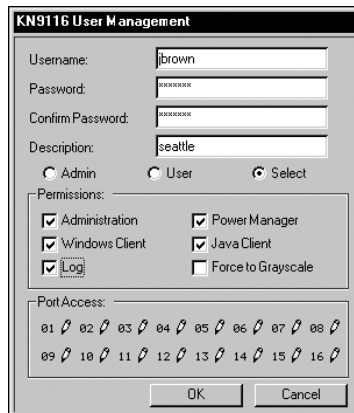 KN9116 User Management
Username: jbrown
Password: *******
Confirm Password: *******
Description: seattle
Admin User Select
Permissions:
Administration Power Manager
Windows Client Java Client
Log Force to Grayscale
Port Access:
01 02 03 04 05 06 07 08
09 10 11 12 13 14 15 16
OK Cancel